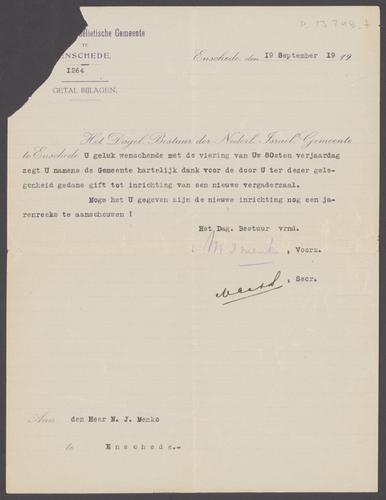 D 13748-7
elietische Gemeente
TE
ENSCHEDE,
Enschede, den 19 September 19 19
1264
GETAL BIJLAGEN.
Het Dagel. Bestuur der Nederl. Israel. Gemeente
te Enschede U geluk wenschende met de viering van Uw 80sten verjaardag
zegt U namens de Gemeente hartelijk dank voor de door U ter dezer gele-
genheid gedane gift tot inrichting van een nieuwe vergaderzaal.
Moge het U gegeven zijn de nieuwe inrichting nog een ja-
renreeks te aanschouwen !
Het Dag. Bestuur vrnd.
N J Menko , Voorz.
, Secr.
Aan den Heer N. J. Menko
te Enschede.-